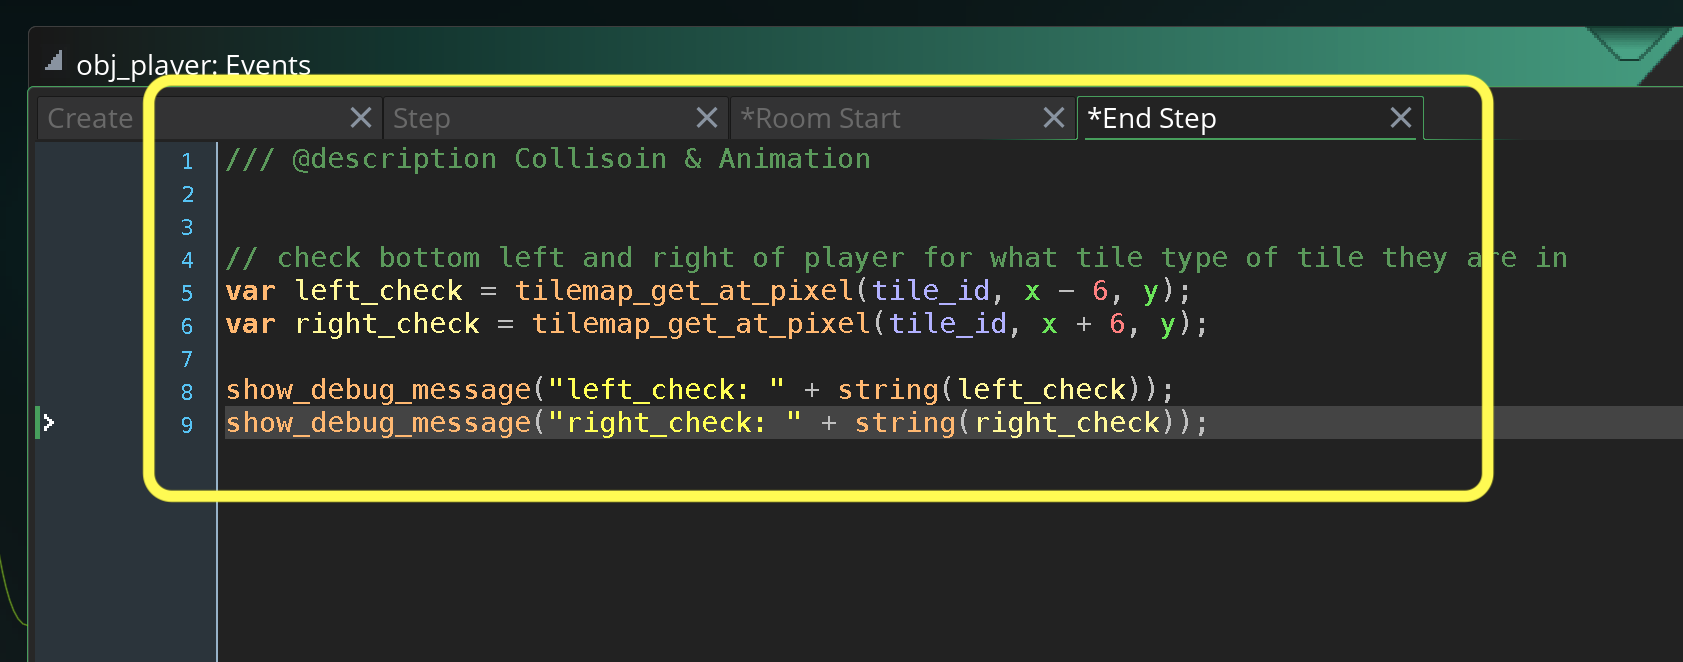 obj_player: Events
Create Step *Room Start *End Step
1 /// @description Collisoin & Animation
2
3
4 // check bottom left and right of player for what tile type of tile they are in
5 var left_check = tilemap_get_at_pixel(tile_id, x - 6, y);
6 var right_check = tilemap_get_at_pixel(tile_id, x + 6, y);
7
8 show_debug_message("left_check: " + string(left_check));
9 show_debug_message("right_check: " + string(right_check));